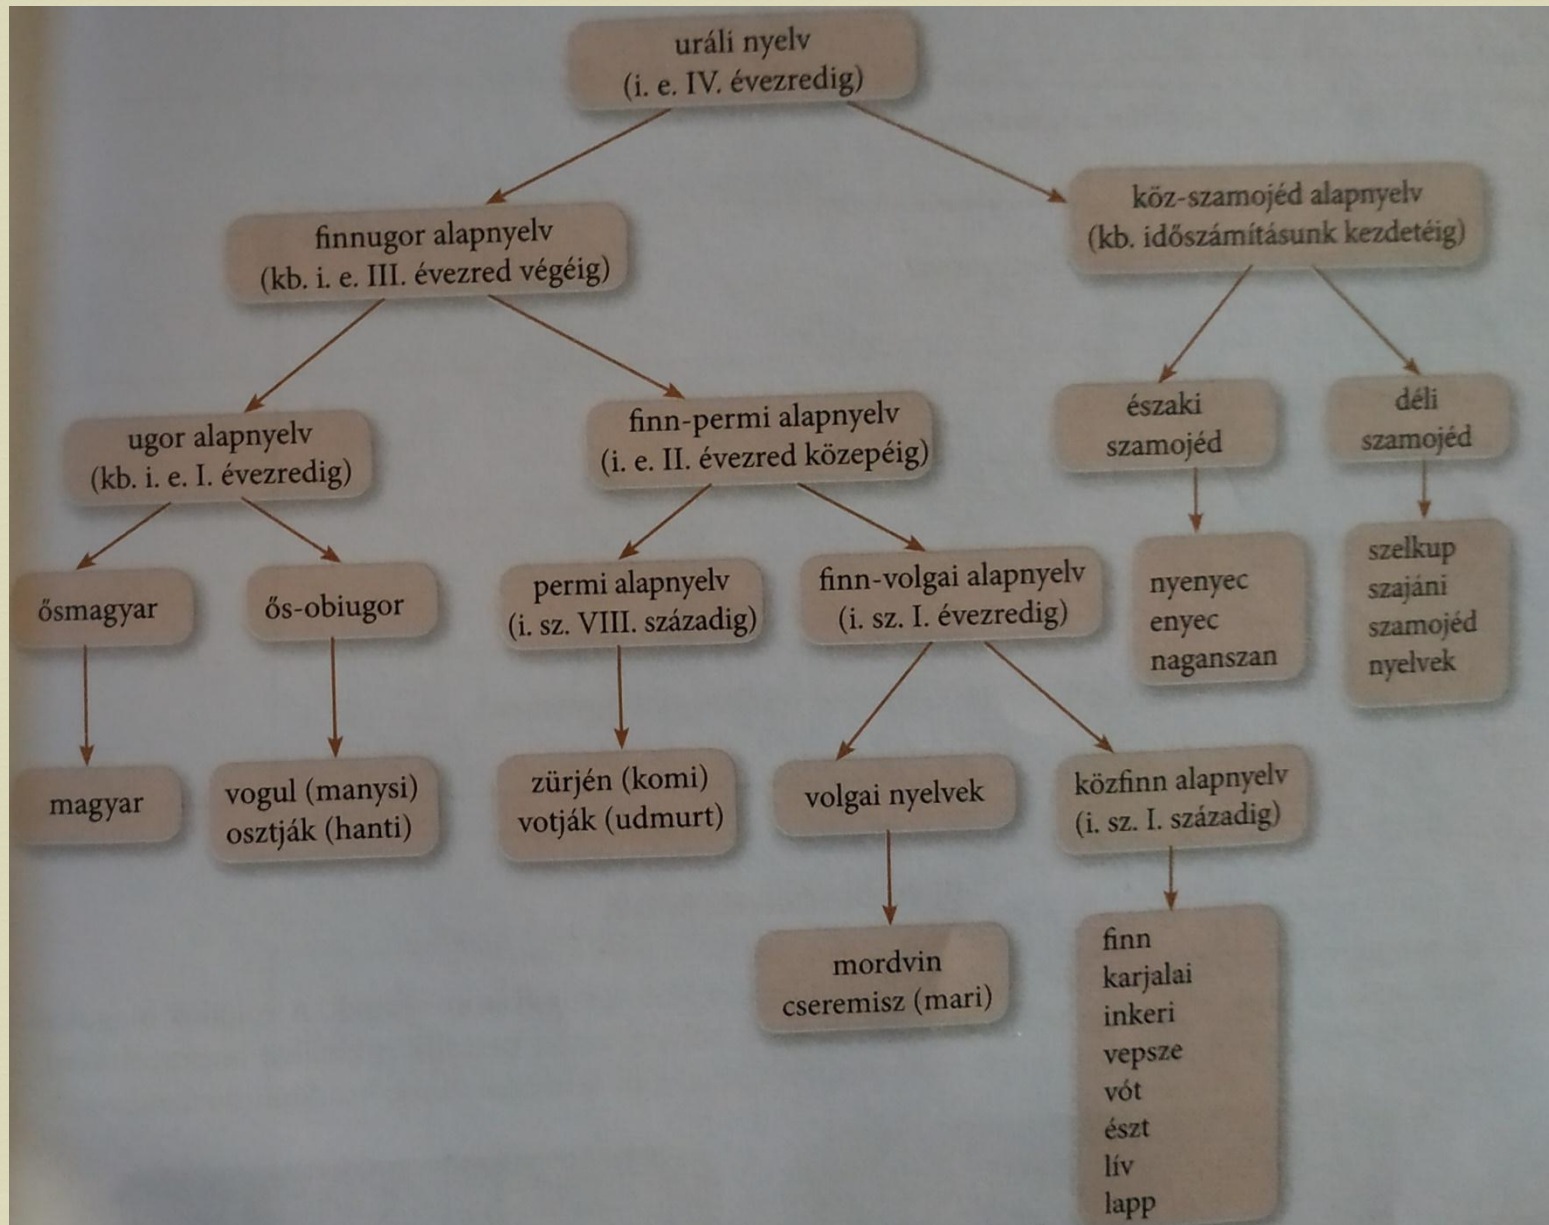 uráli nyelv
(i. e. IV. évezredig)
finnugor alapnyelv
(kb. i. e. III. évezred végéig)
köz-szamojéd alapnyelv
(kb. időszámításunk kezdetéig)
ugor alapnyelv
(kb. i. e. I. évezredig)
finn-permi alapnyelv
(i. e. II. évezred közepéig)
északi
szamojéd
déli
szamojéd
ősmagyar
ős-obiugor
permi alapnyelv
(i. sz. VIII. századig)
finn-volgai alapnyelv
(i. sz. I. évezredig)
nyenyec
enyec
naganszan
szelkup
szajáni
szamojéd
nyelvek
magyar
vogul (manysi)
osztják (hanti)
zürjén (komi)
votják (udmurt)
volgai nyelvek
közfinn alapnyelv
(i. sz. I. századig)
mordvin
cseremisz (mari)
finn
karjalai
inkeri
vepsze
vót
észt
lív
lapp